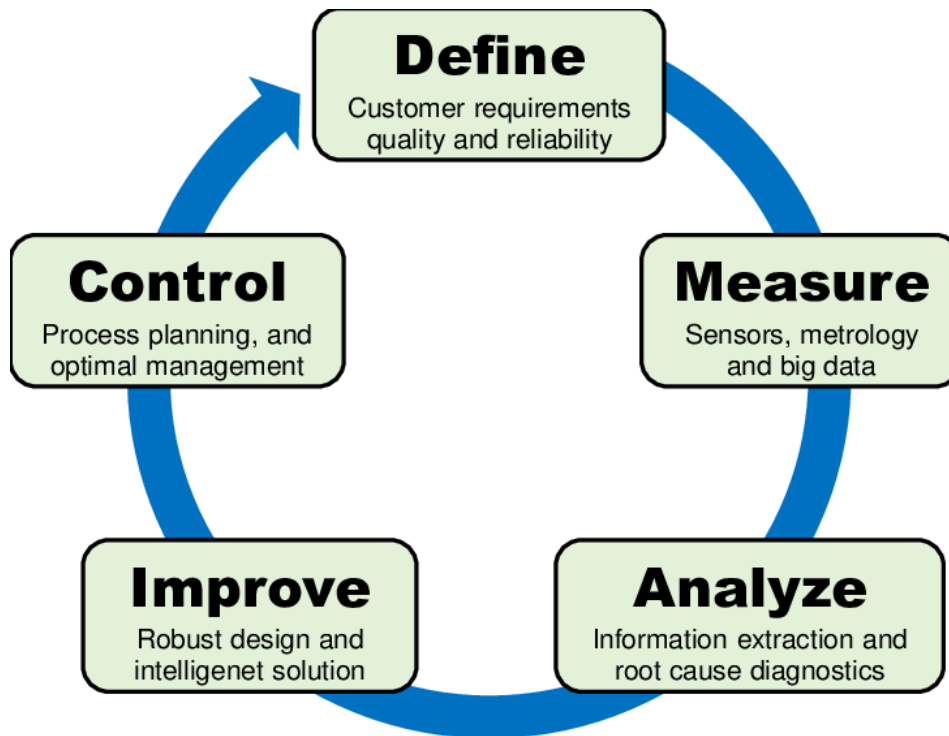 Define
Customer requirements
quality and reliability
Measure
Sensors, metrology
and big data
Analyze
Information extraction and
root cause diagnostics
Improve
Robust design and
intelligenet solution
Control
Process planning, and
optimal management